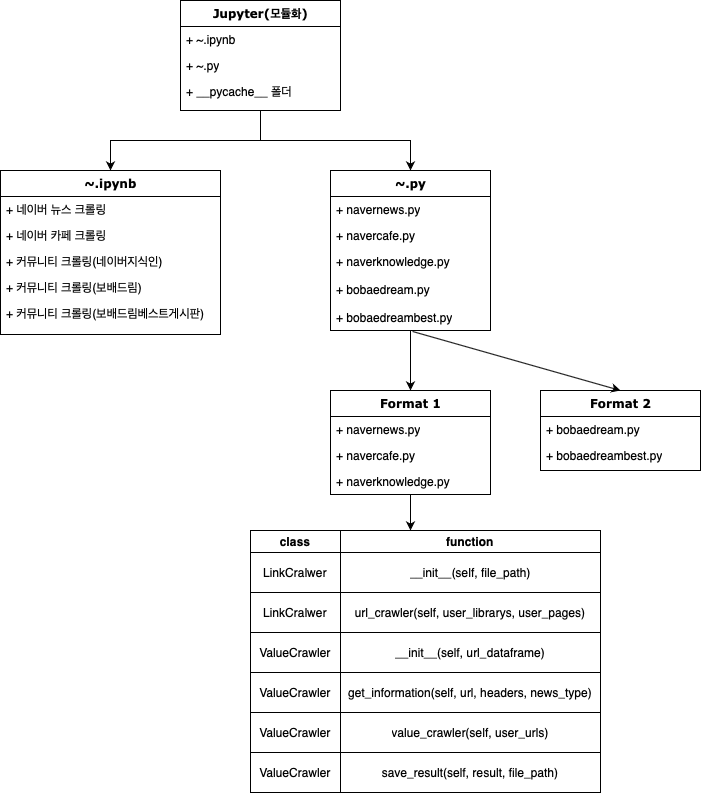 Jupyter(모듈화)
+ ~.ipynb
+ ~.py
+ __pycache__ 폴더
~.ipynb
+ 네이버 뉴스 크롤링
+ 네이버 카페 크롤링
+ 커뮤니티 크롤링(네이버지식인)
+ 커뮤니티 크롤링(보배드림)
+ 커뮤니티 크롤링(보배드림베스트게시판)
~.py
+ navernews.py
+ navercafe.py
+ naverknowledge.py
+ bobaedream.py
+ bobaedreambest.py
Format 1
+ navernews.py
+ navercafe.py
+ naverknowledge.py
Format 2
+ bobaedream.py
+ bobaedreambest.py
class function
LinkCralwer __init__(self, file_path)
LinkCralwer url_crawler(self, user_librarys, user_pages)
ValueCrawler __init__(self, url_dataframe)
ValueCrawler get_information(self, url, headers, news_type)
ValueCrawler value_crawler(self, user_urls)
ValueCrawler save_result(self, result, file_path)